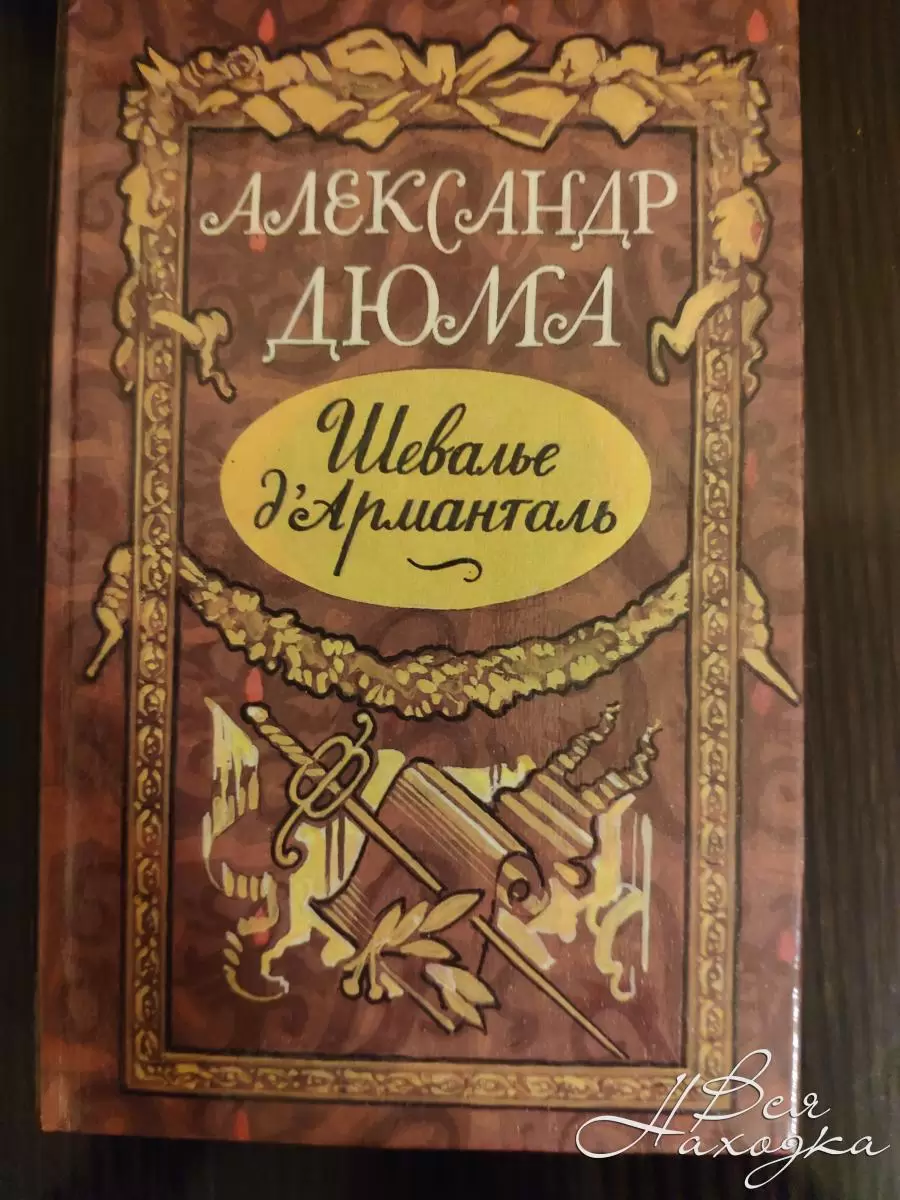 АЛЕКСАНДР
ДЮМА
Шевалье
д'Арманталь
Вся
Находка